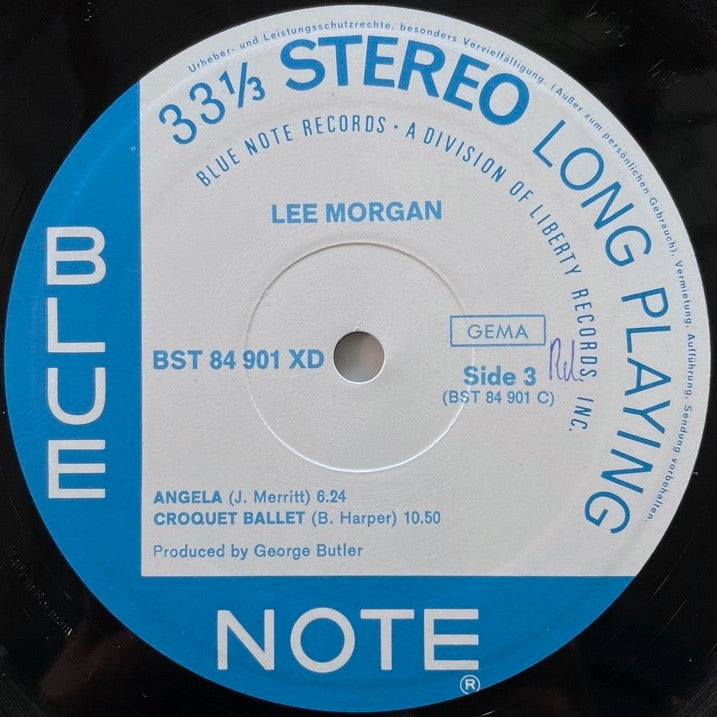 Urheber- und Leistungsschutzrechte, besonders Vervielfältigung, (Außer zum persönlichen Gebrauch), Vermietung, Aufführung, Sendung vorbehalten.
33⅓ STEREO LONG PLAYING
BLUE NOTE RECORDS · A DIVISION OF LIBERTY RECORDS INC.
LEE MORGAN
BLUE
BST 84 901 XD
GEMA
Side 3
(BST 84 901 C)
ANGELA (J. Merritt) 6.24
CROQUET BALLET (B. Harper) 10.50
Produced by George Butler
NOTE
®